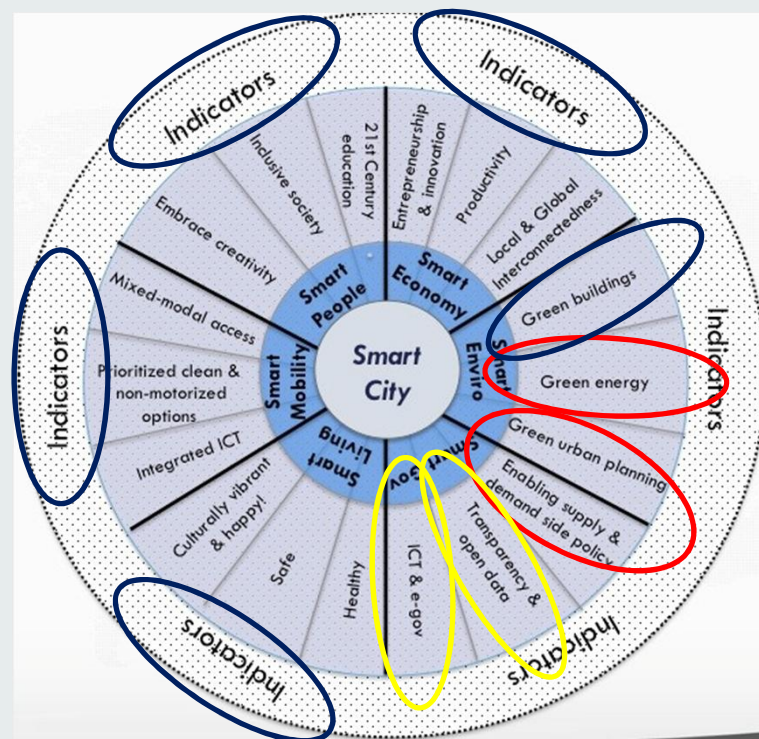 Smart
City
Smart
Economy
Entrepreneurship
& innovation
Productivity
Local & Global
Interconnectedness
Indicators
Smart
Enviro
Green buildings
Green energy
Green urban planning
Indicators
Smart Gov
Enabling supply &
demand side policy
Transparency &
open data
ICT & e-gov
Indicators
Smart
Living
Healthy
Safe
Culturally vibrant
& happy!
Indicators
Smart
Mobility
Integrated ICT
Prioritized clean &
non-motorized
options
Mixed-modal access
Indicators
Smart
People
Embrace creativity
Inclusive society
21st Century
education
Indicators